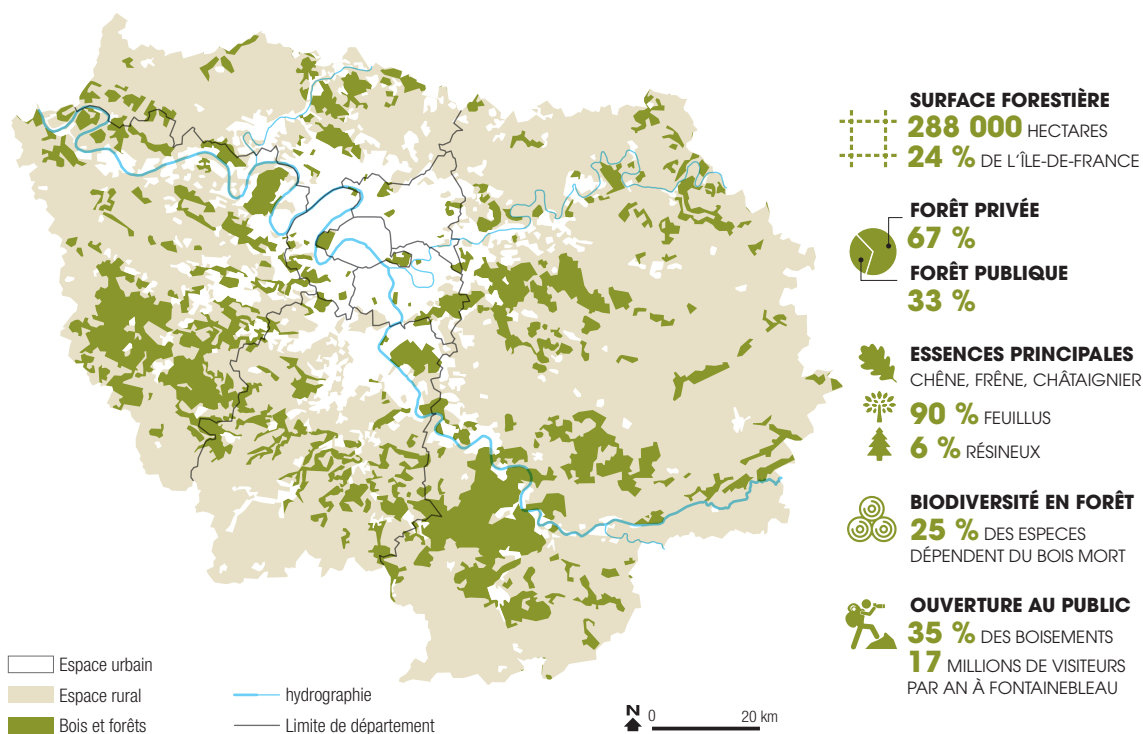 SURFACE FORESTIÈRE
288 000 HECTARES
24 % DE L'ÎLE-DE-FRANCE
FORÊT PRIVÉE
67 %
FORÊT PUBLIQUE
33 %
ESSENCES PRINCIPALES
CHÊNE, FRÊNE, CHÂTAIGNIER
90 % FEUILLUS
6 % RÉSINEUX
BIODIVERSITÉ EN FORÊT
25 % DES ESPECES
DÉPENDENT DU BOIS MORT
OUVERTURE AU PUBLIC
35 % DES BOISEMENTS
17 MILLIONS DE VISITEURS
PAR AN À FONTAINEBLEAU
Espace urbain
Espace rural
Bois et forêts
hydrographie
Limite de département
N
0 20 km